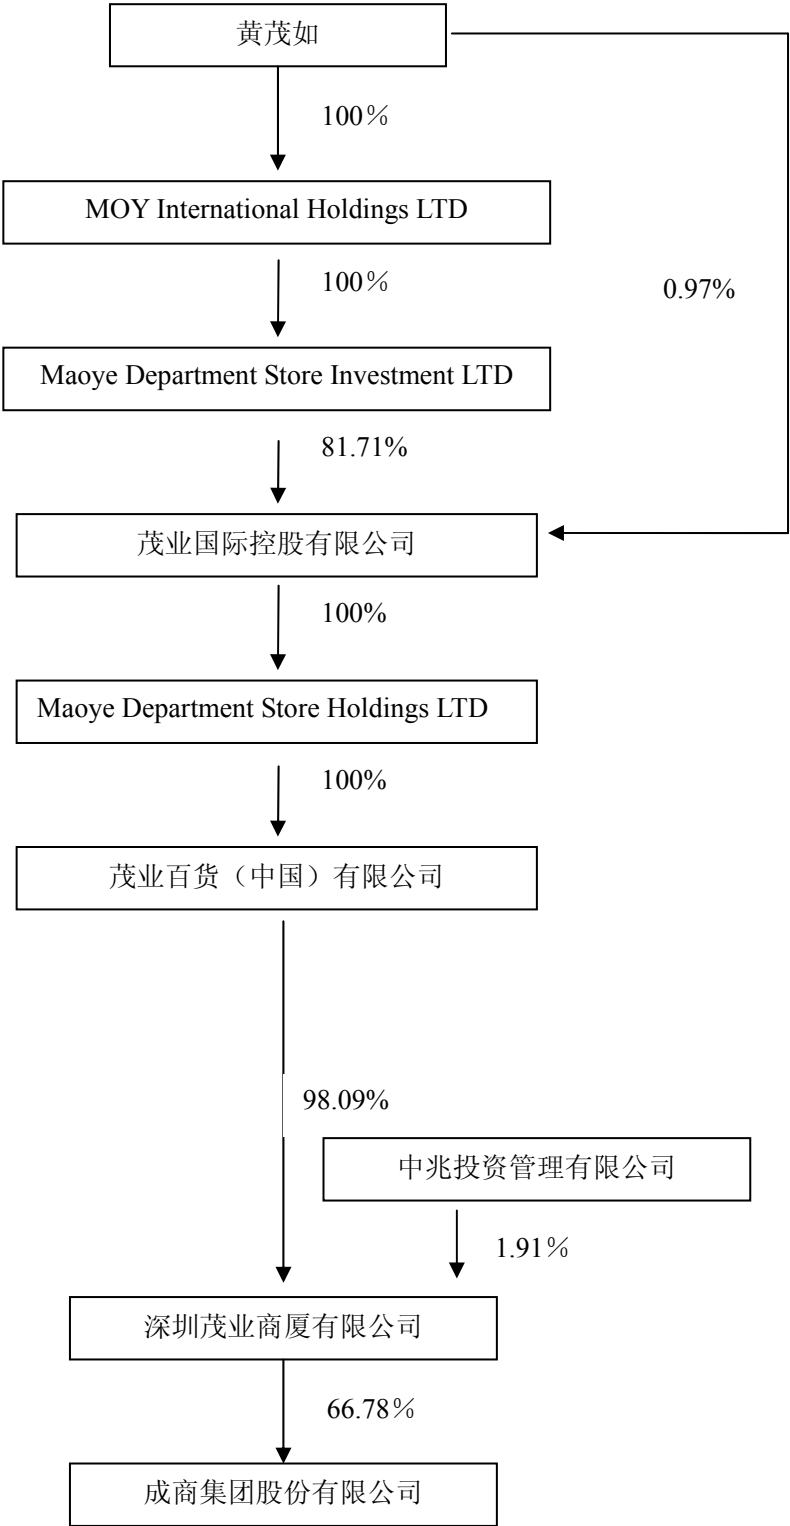 黄茂如
100％
MOY International Holdings LTD
100％
0.97%
Maoye Department Store Investment LTD
81.71%
茂业国际控股有限公司
100%
Maoye Department Store Holdings LTD
100%
茂业百货（中国）有限公司
98.09%
中兆投资管理有限公司
1.91％
深圳茂业商厦有限公司
66.78％
成商集团股份有限公司